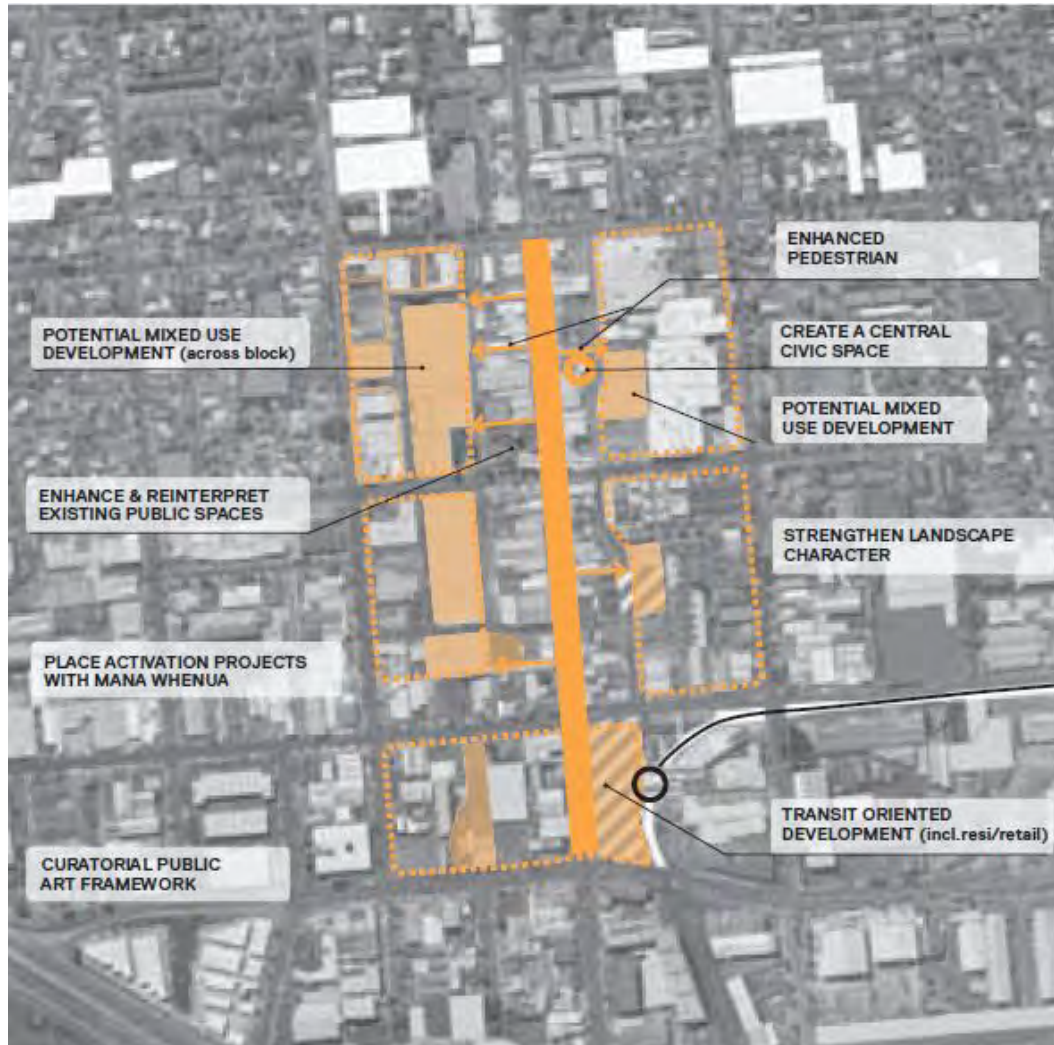 ENHANCED
PEDESTRIAN
POTENTIAL MIXED USE
DEVELOPMENT (across block)
CREATE A CENTRAL
CIVIC SPACE
POTENTIAL MIXED
USE DEVELOPMENT
ENHANCE & REINTERPRET
EXISTING PUBLIC SPACES
STRENGTHEN LANDSCAPE
CHARACTER
PLACE ACTIVATION PROJECTS
WITH MANA WHENUA
TRANSIT ORIENTED
DEVELOPMENT (incl.resi/retail)
CURATORIAL PUBLIC
ART FRAMEWORK